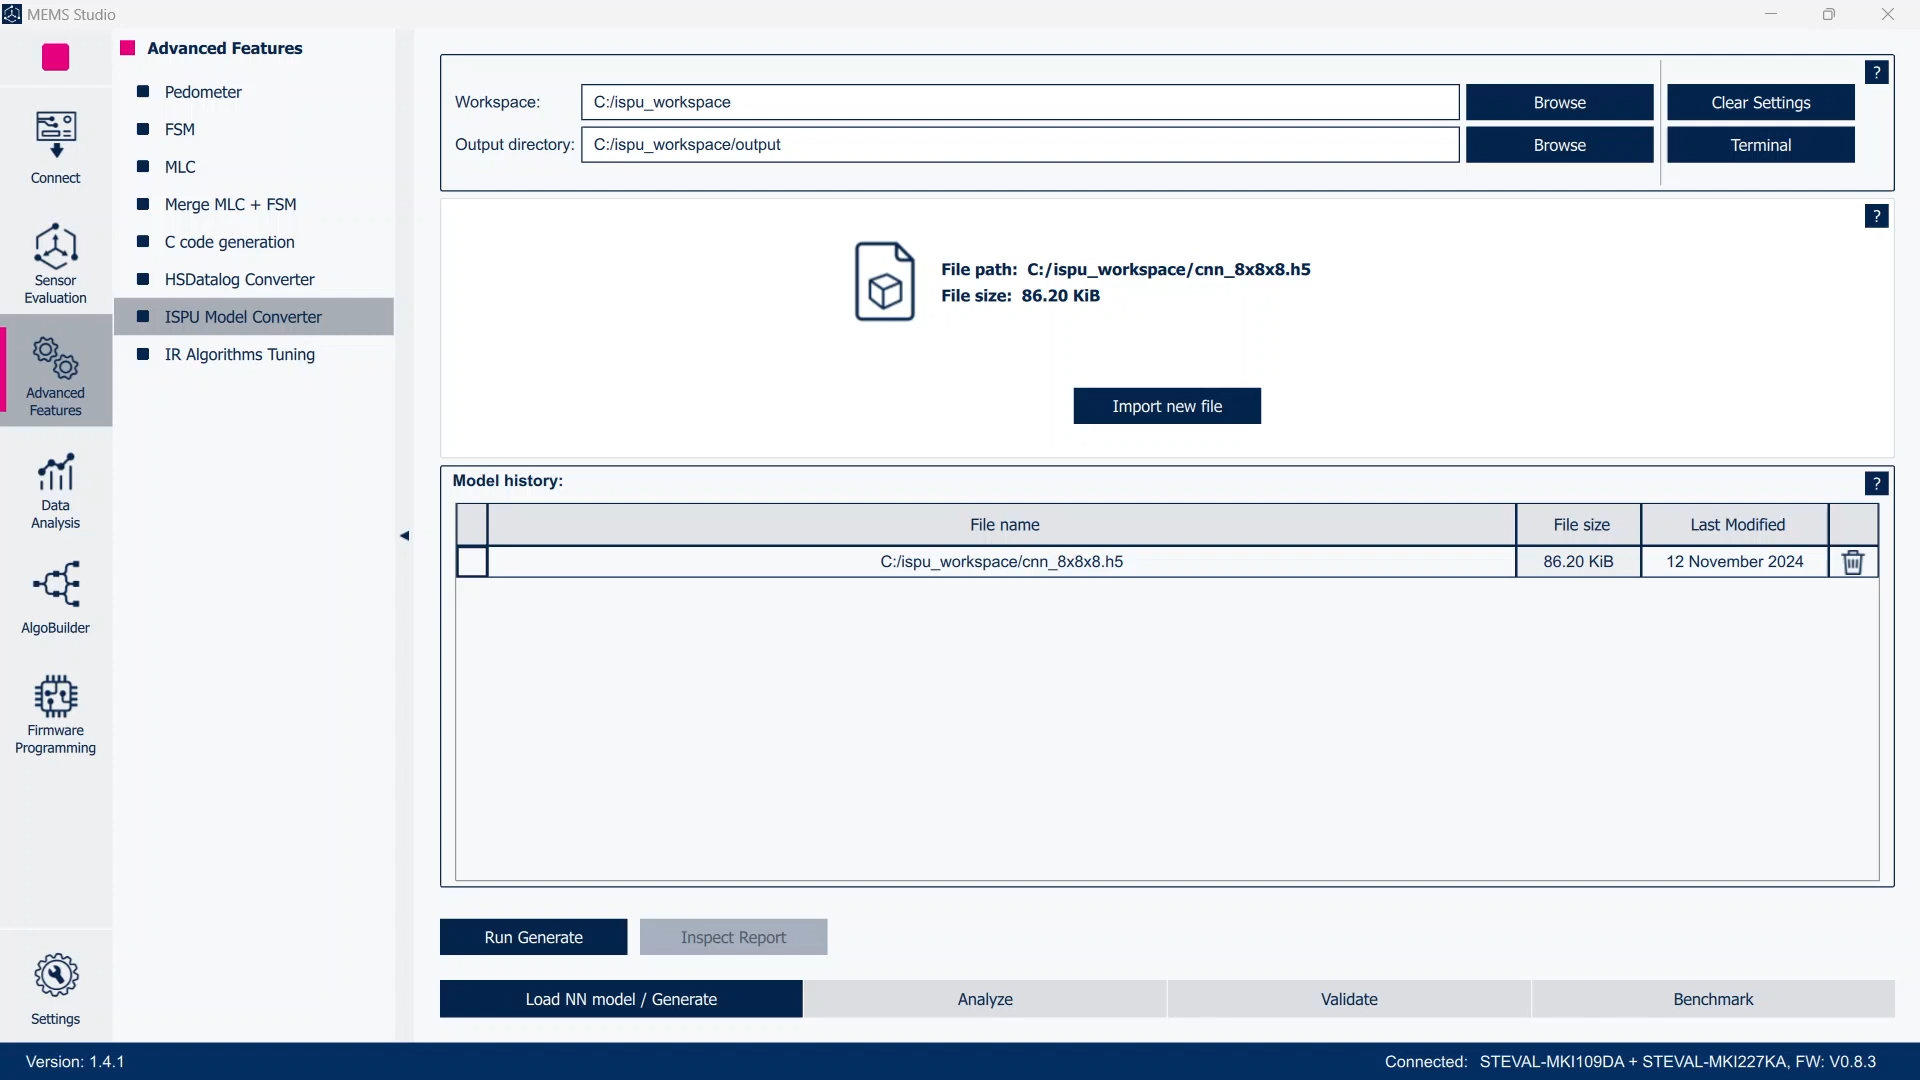 MEMS Studio
Connect
Sensor
Evaluation
Advanced
Features
Data
Analysis
AlgoBuilder
Firmware
Programming
Settings
Advanced Features
Pedometer
FSM
MLC
Merge MLC + FSM
C code generation
HSDatalog Converter
ISPU Model Converter
IR Algorithms Tuning
Workspace: C:/ispu_workspace Browse Clear Settings ?
Output directory: C:/ispu_workspace/output Browse Terminal
?
File path: C:/ispu_workspace/cnn_8x8x8.h5
File size: 86.20 KiB
Import new file
Model history: ?
File name File size Last Modified
C:/ispu_workspace/cnn_8x8x8.h5 86.20 KiB 12 November 2024
Run Generate Inspect Report
Load NN model / Generate Analyze Validate Benchmark
Version: 1.4.1 Connected: STEVAL-MKI109DA + STEVAL-MKI227KA, FW: V0.8.3